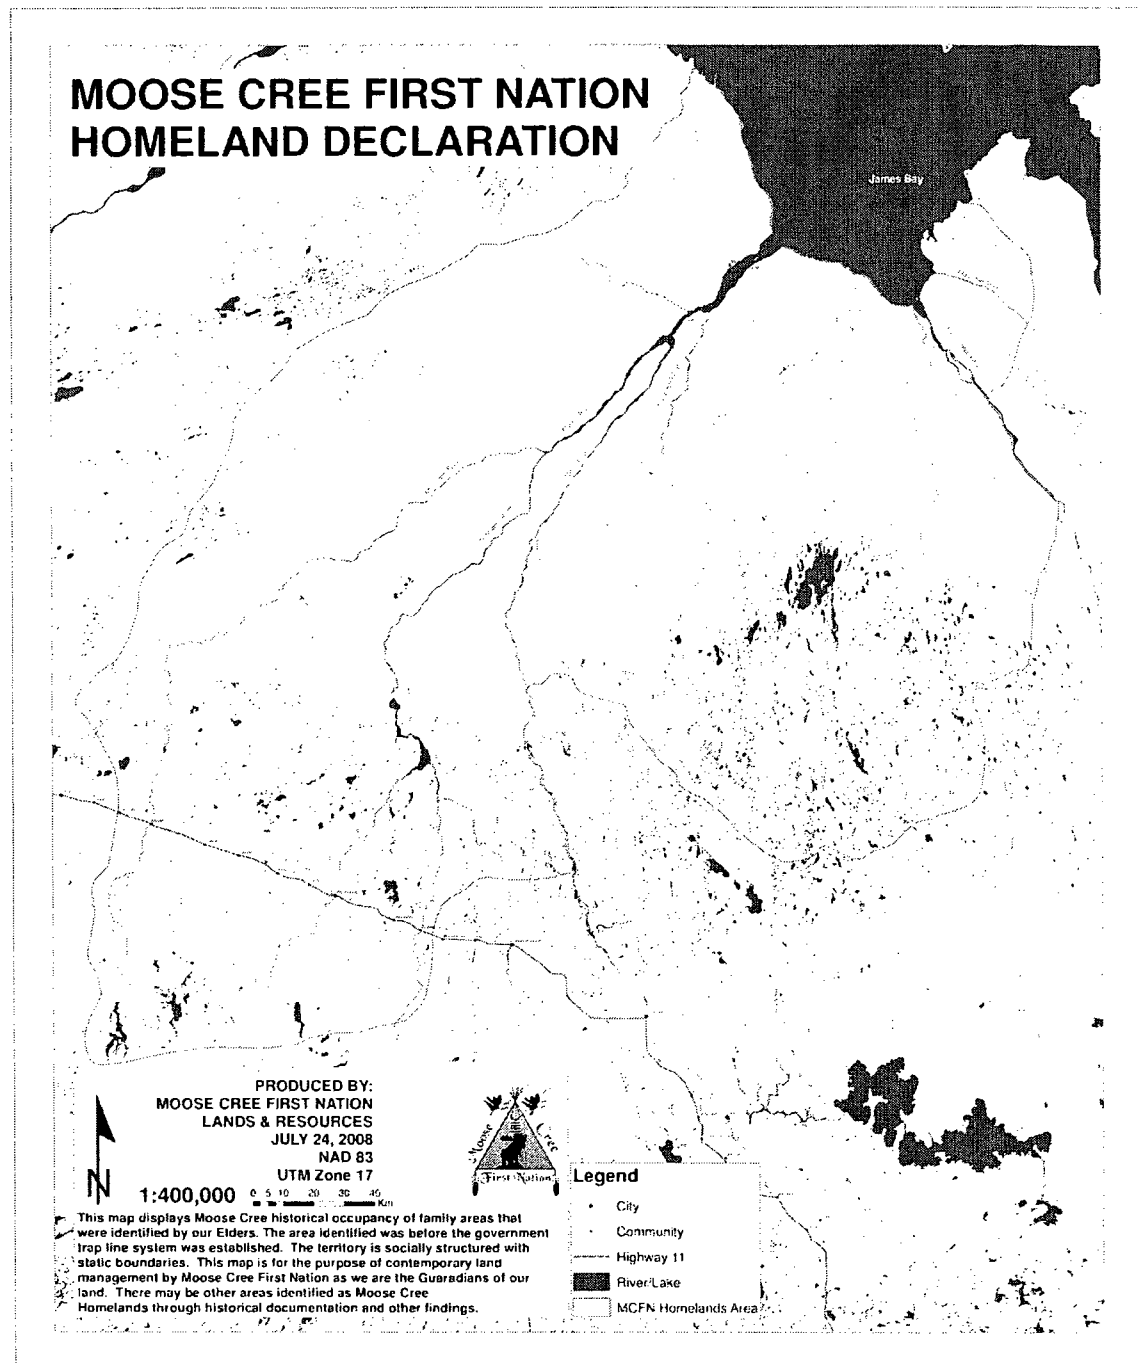 MOOSE CREE FIRST NATION
HOMELAND DECLARATION
James Bay
PRODUCED BY:
MOOSE CREE FIRST NATION
LANDS & RESOURCES
JULY 24, 2008
NAD 83
UTM Zone 17
N
1:400,000
0 5 10 20 30 40
Km
Moose Cree
First Nation
This map displays Moose Cree historical occupancy of family areas that
were identified by our Elders. The area identified was before the government
trap line system was established. The territory is socially structured with
static boundaries. This map is for the purpose of contemporary land
management by Moose Cree First Nation as we are the Guaradians of our
land. There may be other areas identified as Moose Cree
Homelands through historical documentation and other findings.
Legend
City
Community
Highway 11
River/Lake
MCFN Homelands Area